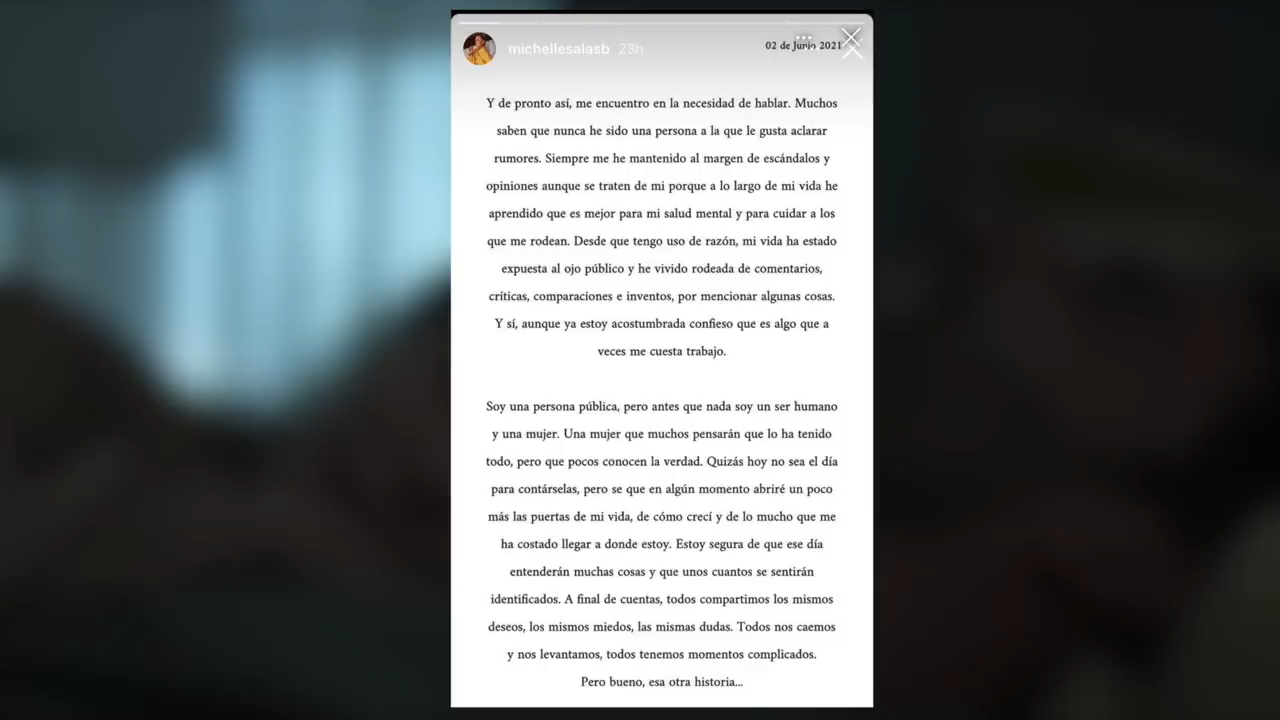 michellesalasb 23h
02 de Junio 2021
Y de pronto así, me encuentro en la necesidad de hablar. Muchos
saben que nunca he sido una persona a la que le gusta aclarar
rumores. Siempre me he mantenido al margen de escándalos y
opiniones aunque se traten de mi porque a lo largo de mi vida he
aprendido que es mejor para mi salud mental y para cuidar a los
que me rodean. Desde que tengo uso de razón, mi vida ha estado
expuesta al ojo público y he vivido rodeada de comentarios,
críticas, comparaciones e inventos, por mencionar algunas cosas.
Y sí, aunque ya estoy acostumbrada confieso que es algo que a
veces me cuesta trabajo.
Soy una persona pública, pero antes que nada soy un ser humano
y una mujer. Una mujer que muchos pensarán que lo ha tenido
todo, pero que pocos conocen la verdad. Quizás hoy no sea el día
para contárselas, pero se que en algún momento abriré un poco
más las puertas de mi vida, de cómo crecí y de lo mucho que me
ha costado llegar a donde estoy. Estoy segura de que ese día
entenderán muchas cosas y que unos cuantos se sentirán
identificados. A final de cuentas, todos compartimos los mismos
deseos, los mismos miedos, las mismas dudas. Todos nos caemos
y nos levantamos, todos tenemos momentos complicados.
Pero bueno, esa otra historia...